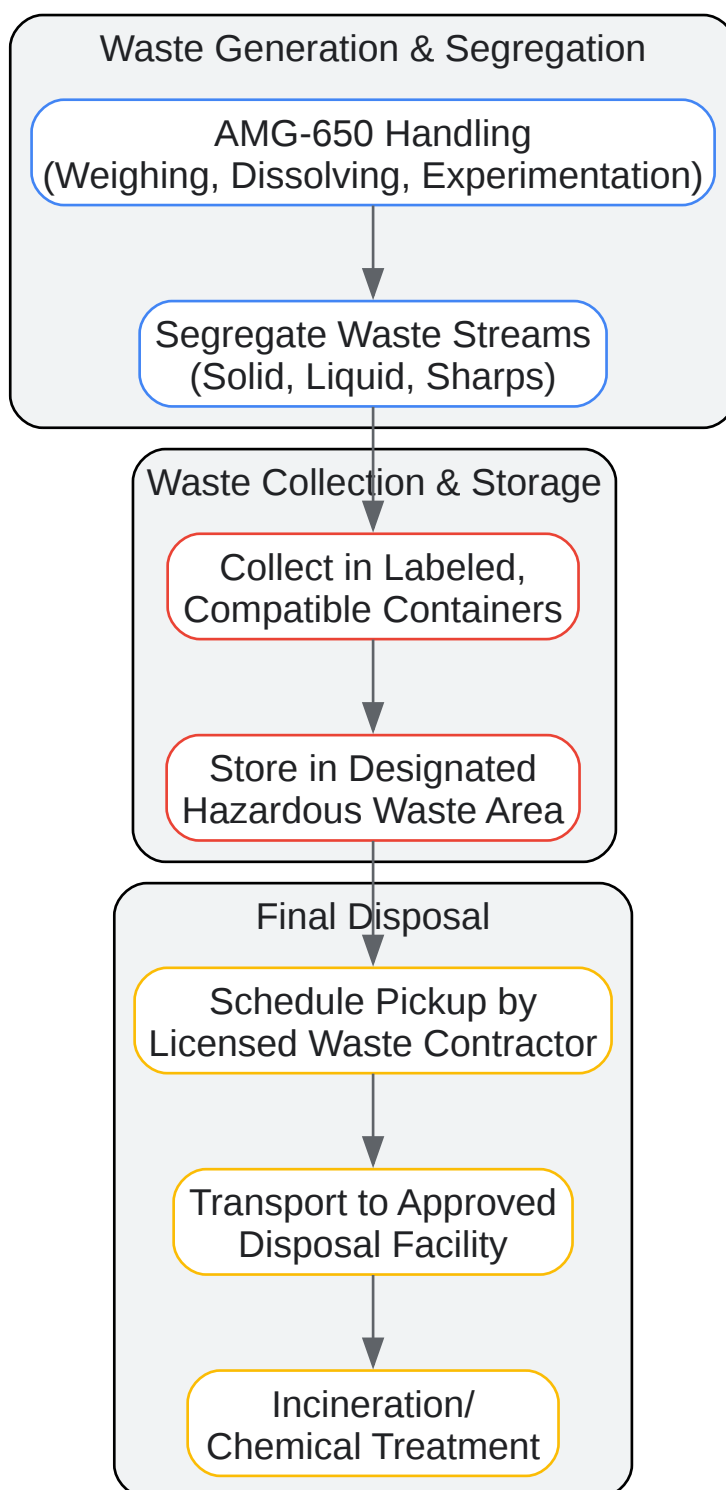 Waste Generation & Segregation
AMG-650 Handling
(Weighing, Dissolving, Experimentation)
Segregate Waste Streams
(Solid, Liquid, Sharps)
Waste Collection & Storage
Collect in Labeled,
Compatible Containers
Store in Designated
Hazardous Waste Area
Final Disposal
Schedule Pickup by
Licensed Waste Contractor
Transport to Approved
Disposal Facility
Incineration/
Chemical Treatment